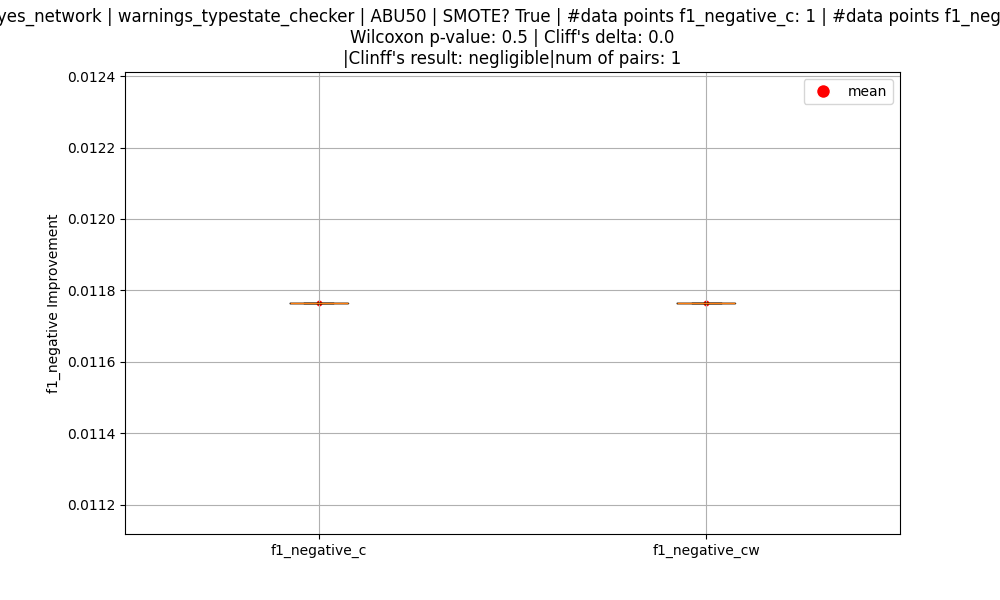 yes_network | warnings_typestate_checker | ABU50 | SMOTE? True | #data points f1_negative_c: 1 | #data points f1_neg
Wilcoxon p-value: 0.5 | Cliff's delta: 0.0
|Clinff's result: negligible|num of pairs: 1
mean
0.0124
0.0122
0.0120
0.0118
0.0116
0.0114
0.0112
f1_negative Improvement
f1_negative_c
f1_negative_cw